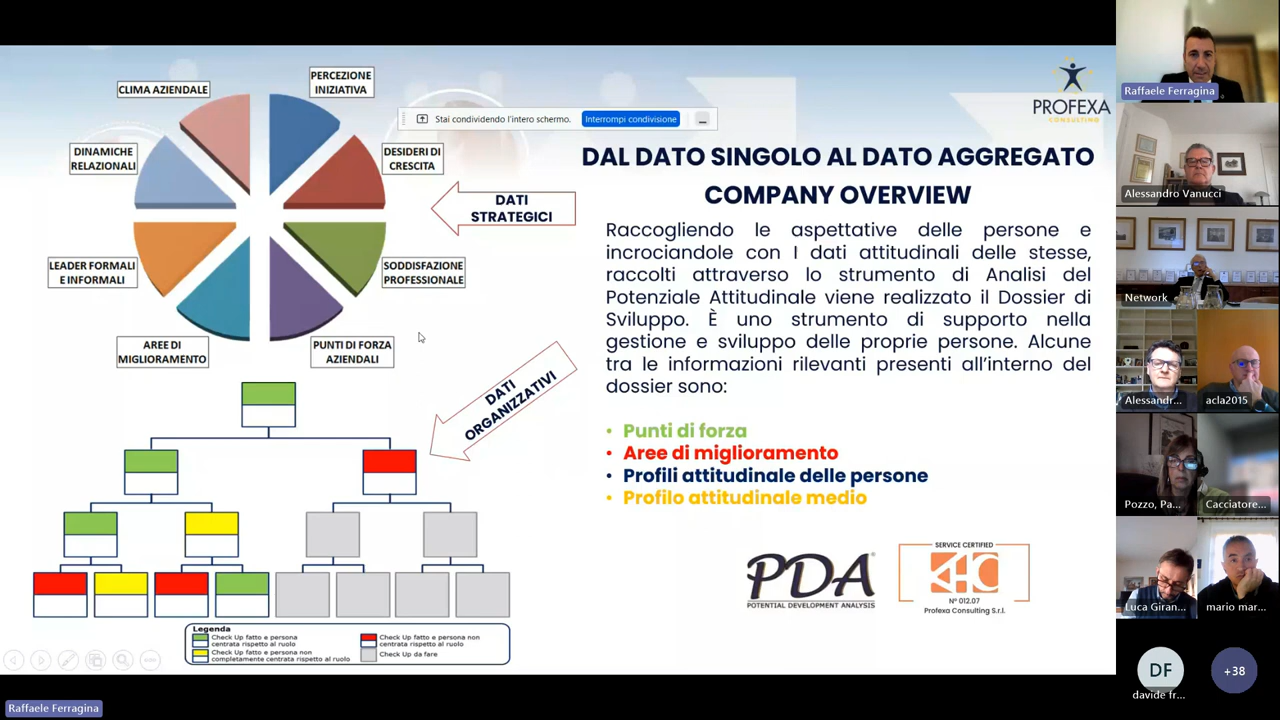 CLIMA AZIENDALE
PERCEZIONE
INIZIATIVA
DINAMICHE
RELAZIONALI
DESIDERI DI
CRESCITA
LEADER FORMALI
E INFORMALI
SODDISFAZIONE
PROFESSIONALE
AREE DI
MIGLIORAMENTO
PUNTI DI FORZA
AZIENDALI
DATI
STRATEGICI
DATI
ORGANIZZATIVI
Legenda
Check Up fatto e persona
centrata rispetto al ruolo
Check Up fatto e persona non
completamente centrata rispetto al ruolo
Check Up fatto e persona non
centrata rispetto al ruolo
Check Up da fare
Stai condividendo l'intero schermo.
Interrompi condivisione
PROFEXA
CONSULTING
DAL DATO SINGOLO AL DATO AGGREGATO
COMPANY OVERVIEW
Raccogliendo le aspettative delle persone e
incrociandole con I dati attitudinali delle stesse,
raccolti attraverso lo strumento di Analisi del
Potenziale Attitudinale viene realizzato il Dossier di
Sviluppo. È uno strumento di supporto nella
gestione e sviluppo delle proprie persone. Alcune
tra le informazioni rilevanti presenti all'interno del
dossier sono:
• Punti di forza
• Aree di miglioramento
• Profili attitudinale delle persone
• Profilo attitudinale medio
PDA®
POTENTIAL DEVELOPMENT ANALYSIS
SERVICE CERTIFIED
KHC
N° 012.07
Profexa Consulting S.r.l.
Raffaele Ferragina
Raffaele Ferragina
Alessandro Vanucci
Network
Alessandr...
acla2015
Pozzo, Pa...
Cacciatore...
Luca Giran...
mario mar...
DF
davide fr...
+38